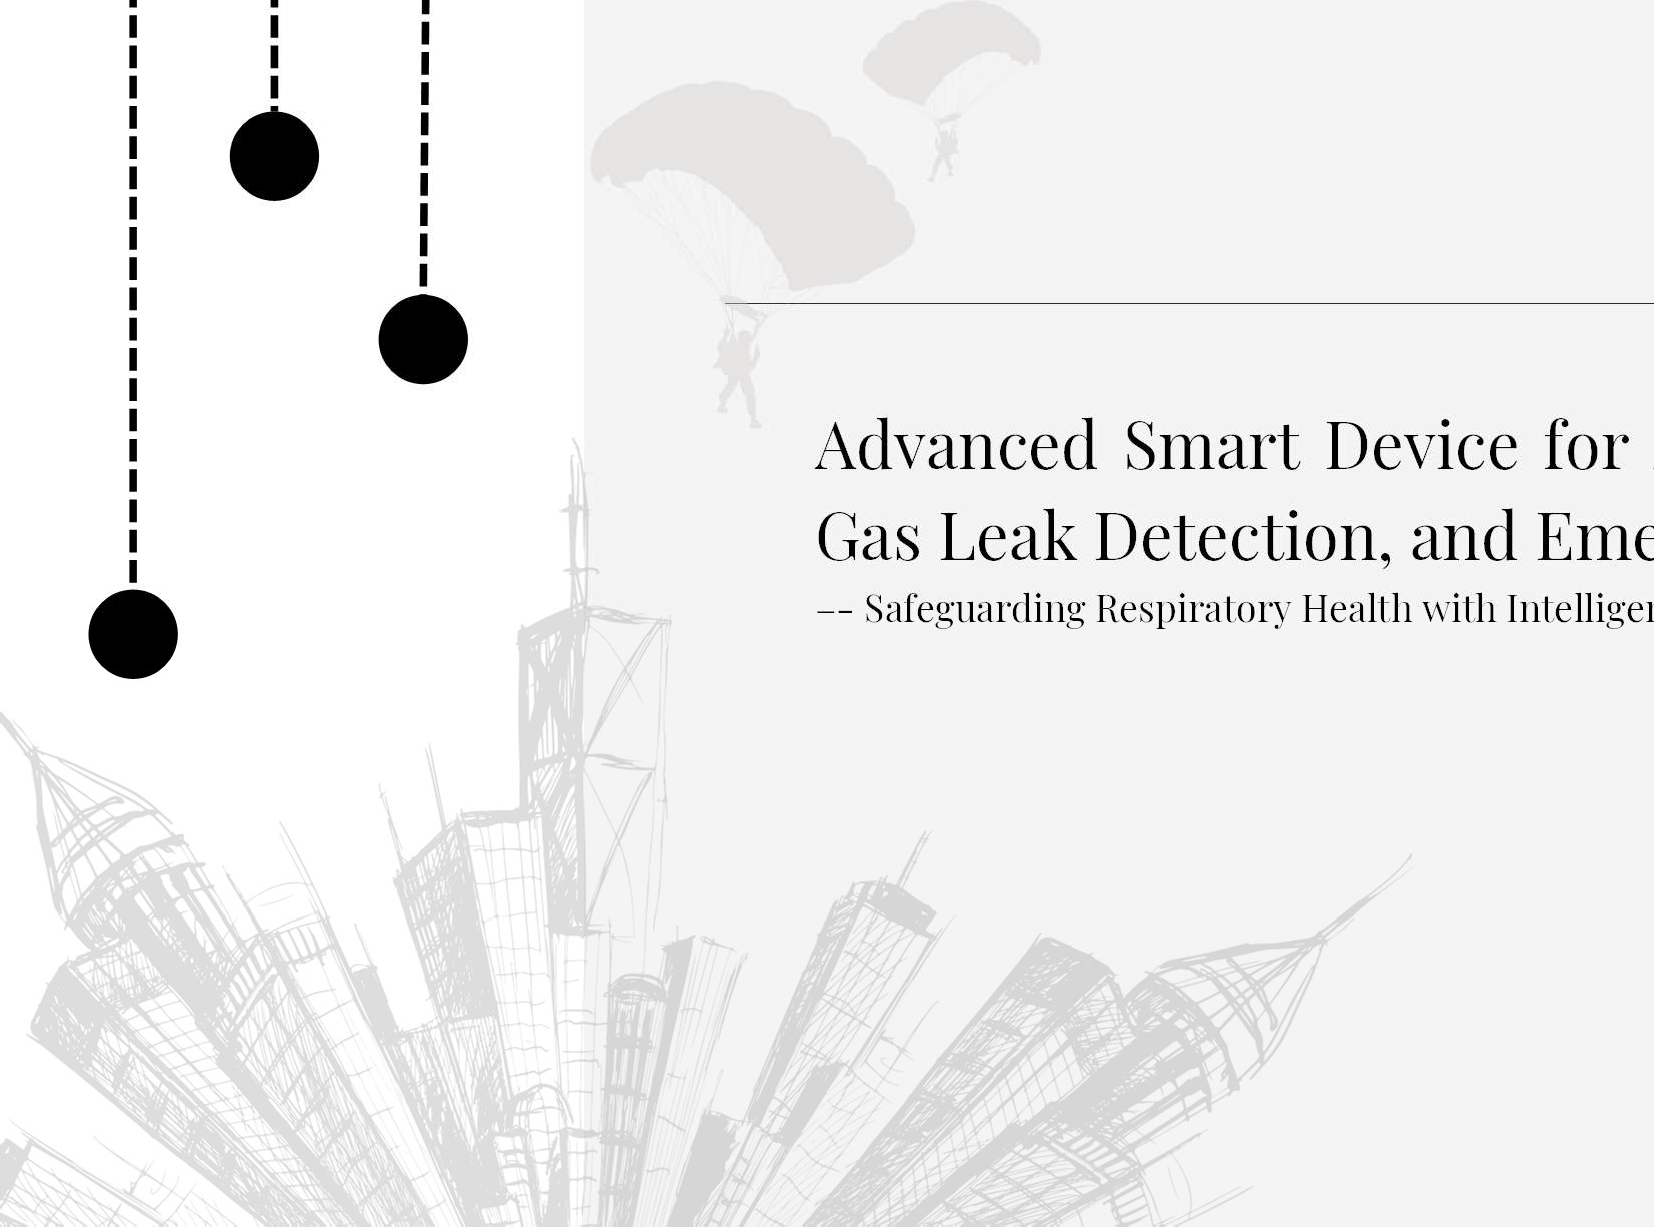 Advanced Smart Device for
Gas Leak Detection, and
-- Safeguarding Respiratory Health with